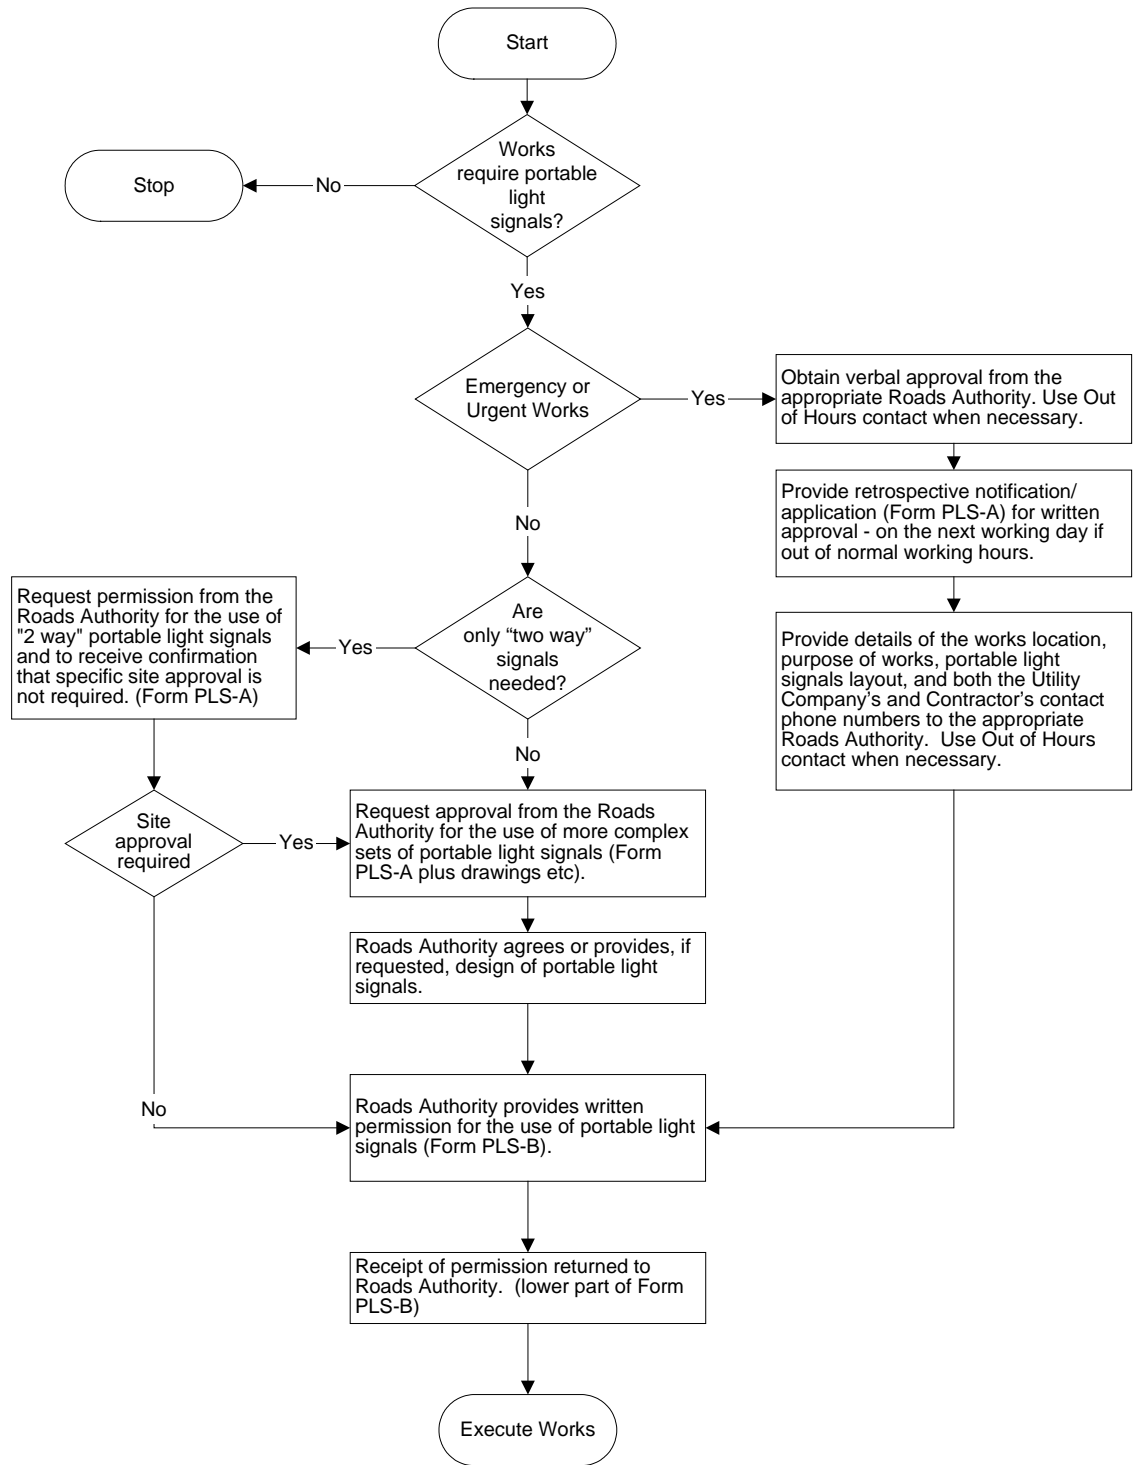 Start
Works
require portable
light
signals?
No
Stop
Yes
Emergency or
Urgent Works
Yes
Obtain verbal approval from the
appropriate Roads Authority. Use Out
of Hours contact when necessary.
Provide retrospective notification/
application (Form PLS-A) for written
approval - on the next working day if
out of normal working hours.
Provide details of the works location,
purpose of works, portable light
signals layout, and both the Utility
Company's and Contractor's contact
phone numbers to the appropriate
Roads Authority.  Use Out of Hours
contact when necessary.
No
Are
only “two way”
signals
needed?
Yes
Request permission from the
Roads Authority for the use of
"2 way" portable light signals
and to receive confirmation
that specific site approval is
not required. (Form PLS-A)
No
Site
approval
required
Yes
Request approval from the Roads
Authority for the use of more complex
sets of portable light signals (Form
PLS-A plus drawings etc).
Roads Authority agrees or provides, if
requested, design of portable light
signals.
No
Roads Authority provides written
permission for the use of portable light
signals (Form PLS-B).
Receipt of permission returned to
Roads Authority.  (lower part of Form
PLS-B)
Execute Works